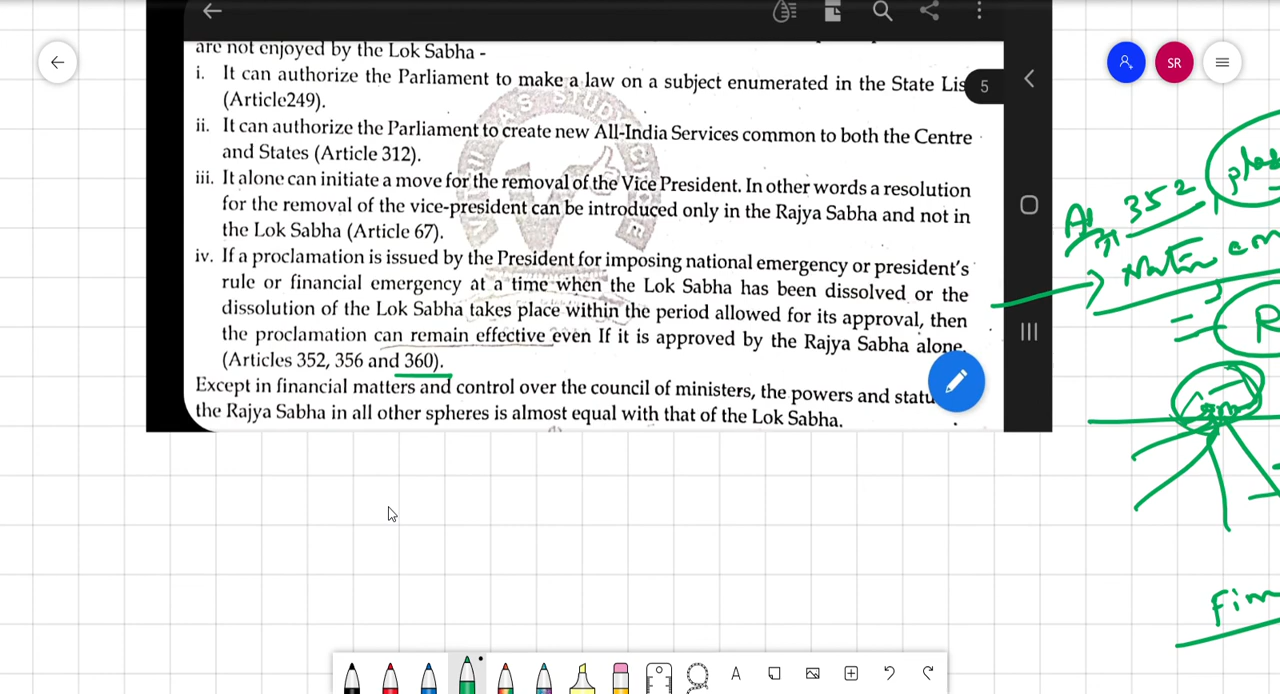 are not enjoyed by the Lok Sabha -
i. It can authorize the Parliament to make a law on a subject enumerated in the State Lis
(Article249).
ii. It can authorize the Parliament to create new All-India Services common to both the Centre
and States (Article 312).
iii. It alone can initiate a move for the removal of the Vice President. In other words a resolution
for the removal of the vice-president can be introduced only in the Rajya Sabha and not in
the Lok Sabha (Article 67).
iv. If a proclamation is issued by the President for imposing national emergency or president's
rule or financial emergency at a time when the Lok Sabha has been dissolved or the
dissolution of the Lok Sabha takes place within the period allowed for its approval, then
the proclamation can remain effective even If it is approved by the Rajya Sabha alone.
(Articles 352, 356 and 360).
Except in financial matters and control over the council of ministers, the powers and statu
the Rajya Sabha in all other spheres is almost equal with that of the Lok Sabha.
5
SR
352
R
Fin
A